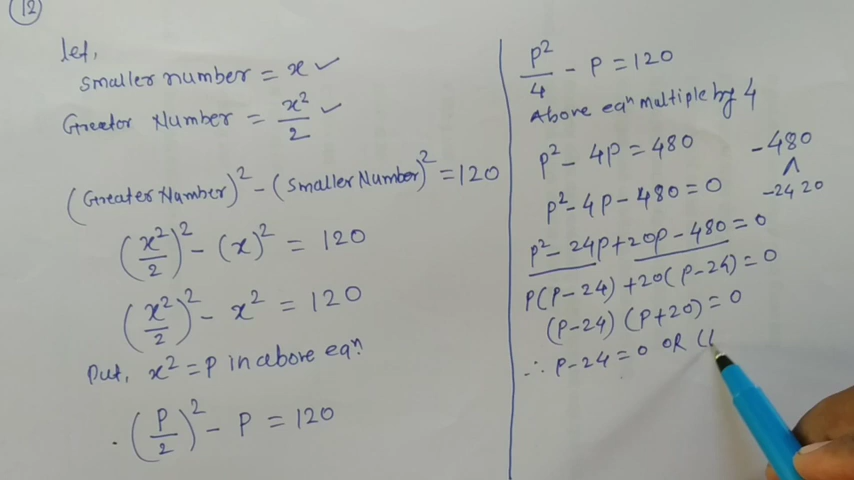 12
let,
smaller number = x ✓
Greator Number = x²/2 ✓
(Greater Number)² - (smaller Number)² = 120
(x²/2)² - (x)² = 120
(x²/2)² - x² = 120
Put, x² = p in above eqⁿ
(P/2)² - P = 120
P²/4 - P = 120
Above eqⁿ multiple by 4
P² - 4P = 480
P² - 4P - 480 = 0
-480
-24 20
P² - 24P + 20P - 480 = 0
P(P-24) + 20(P-24) = 0
(P-24) (P+20) = 0
∴ P-24 = 0 OR (